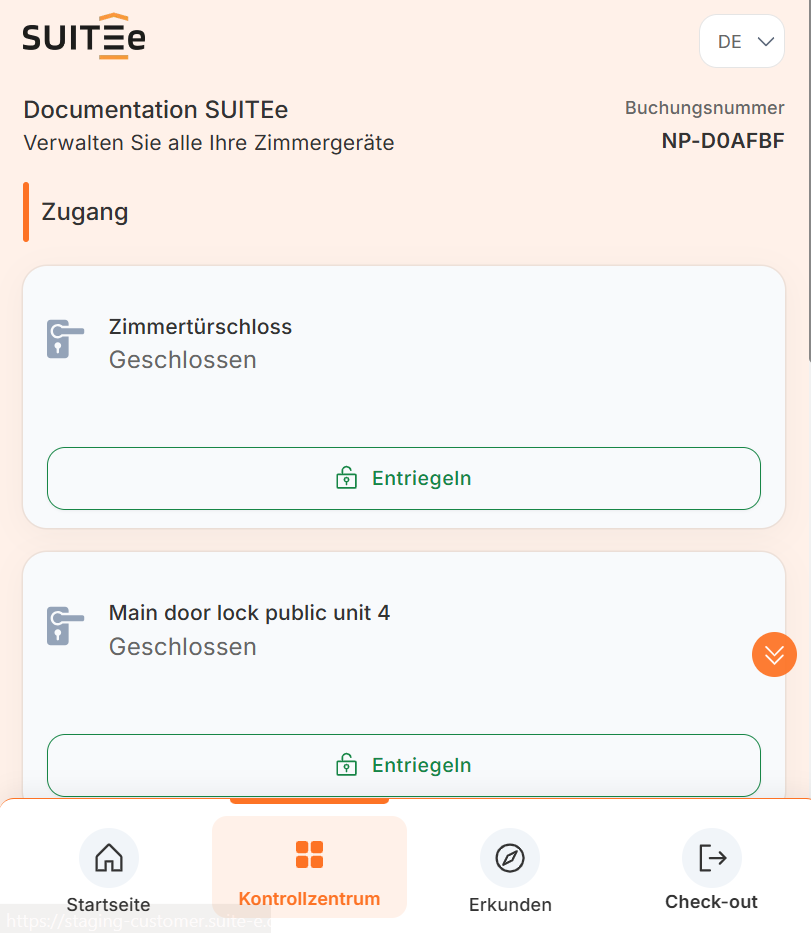 SUITEe
DE
Documentation SUITEe
Buchungsnummer
Verwalten Sie alle Ihre Zimmergeräte
NP-D0AFBF
Zugang
Zimmertürschloss
Geschlossen
Entriegeln
Main door lock public unit 4
Geschlossen
Entriegeln
Startseite
Kontrollzentrum
Erkunden
Check-out
https://staging-customer.suite-e.